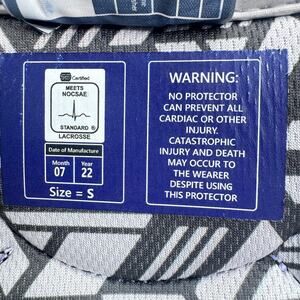 Certified
MEETS
NOCSAE
STANDARD ®
LACROSSE
Date of Manufacture
Month
07
Year
22
Size = S
WARNING:
NO PROTECTOR
CAN PREVENT ALL
CARDIAC OR OTHER
INJURY.
CATASTROPHIC
INJURY AND DEATH
MAY OCCUR TO
THE WEARER
DESPITE USING
THIS PROTECTOR